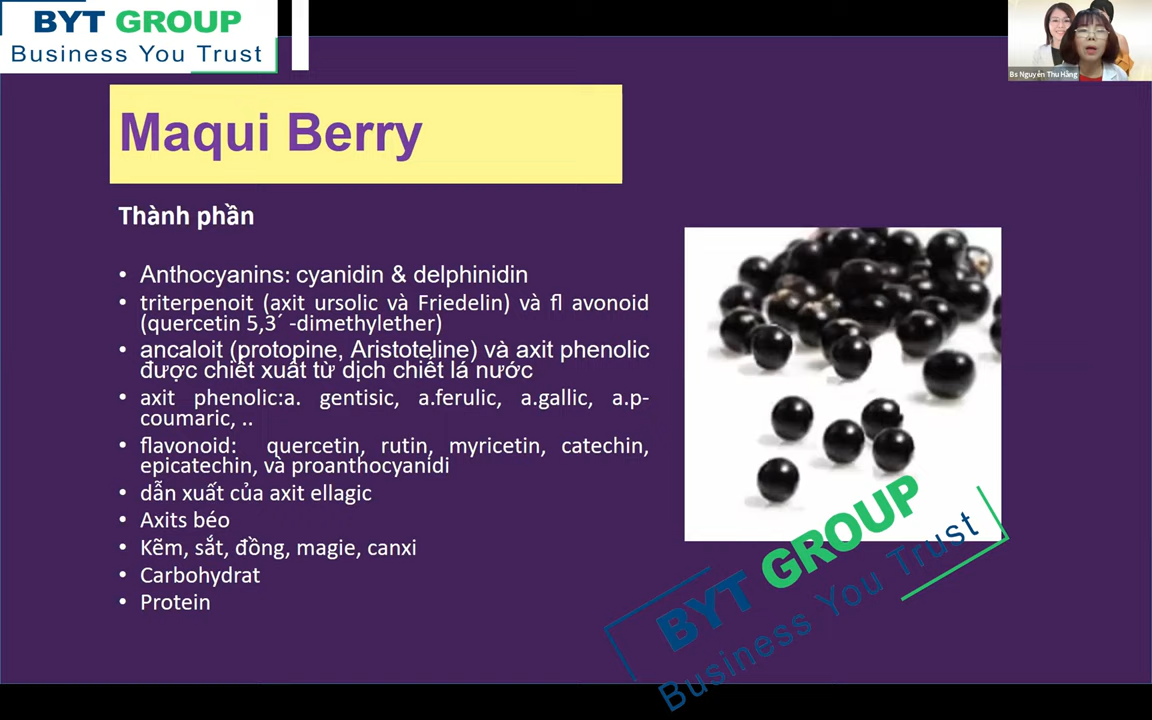 BYT GROUP
Business You Trust
Bs Nguyễn Thu Hằng
Maqui Berry
Thành phần
• Anthocyanins: cyanidin & delphinidin
• triterpenoit (axit ursolic và Friedelin) và fl avonoid
(quercetin 5,3´ -dimethylether)
• ancaloit (protopine, Aristoteline) và axit phenolic
được chiết xuất từ dịch chiết lá nước
• axit phenolic:a. gentisic, a.ferulic, a.gallic, a.p-
coumaric, ..
• flavonoid: quercetin, rutin, myricetin, catechin,
epicatechin, và proanthocyanidi
• dẫn xuất của axit ellagic
• Axits béo
• Kẽm, sắt, đồng, magie, canxi
• Carbohydrat
• Protein
BYT GROUP
Business You Trust